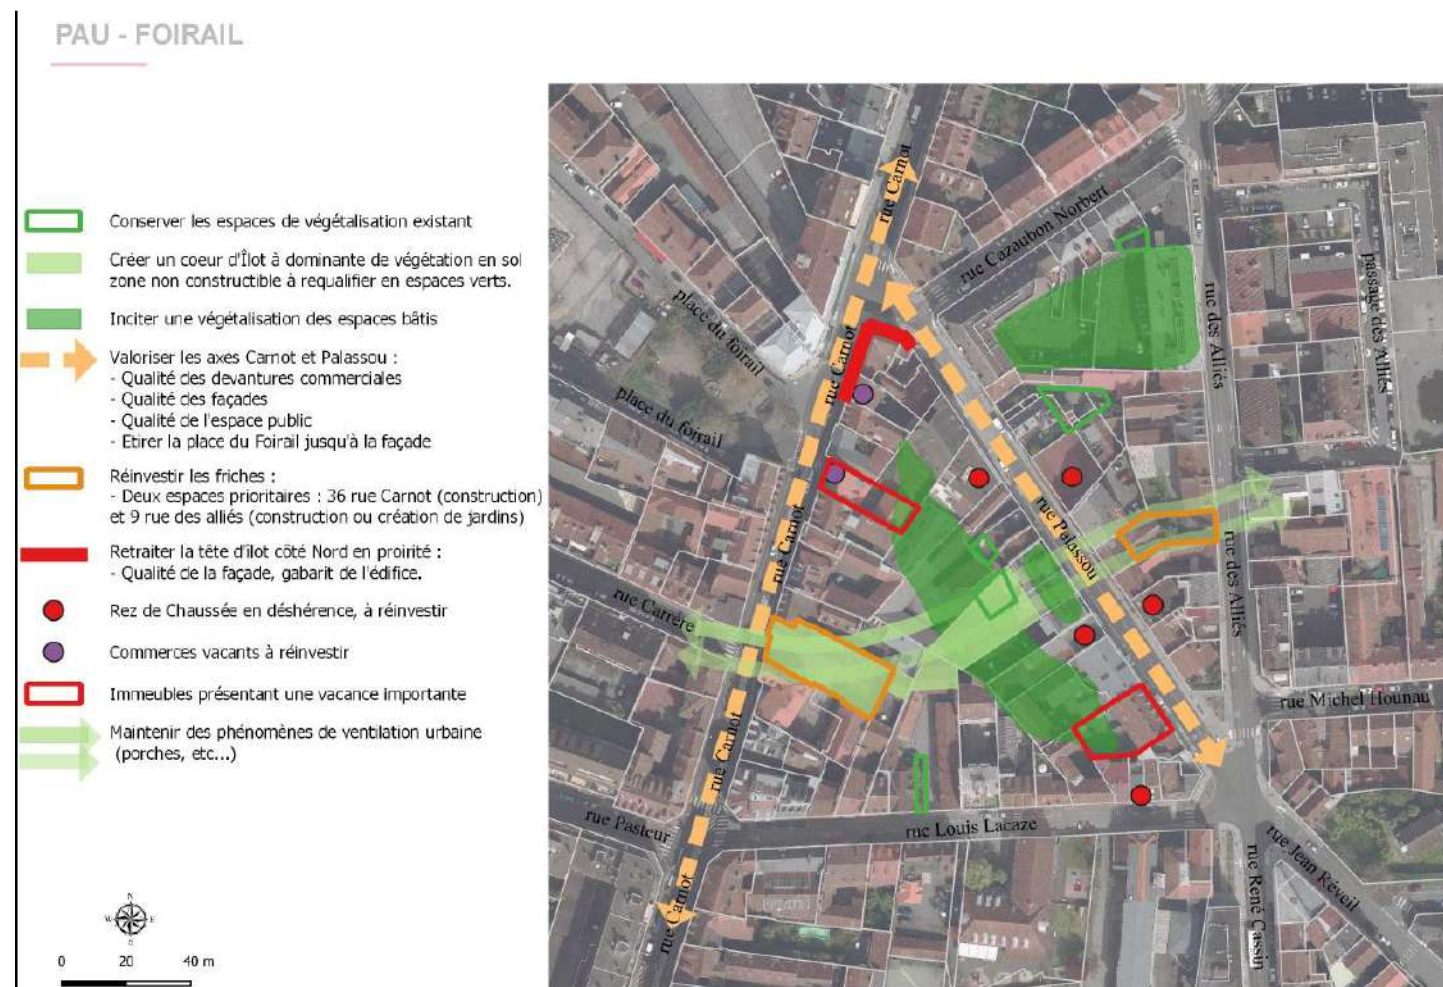 PAU - FOIRAIL
Conserver les espaces de végétalisation existant
Créer un coeur d'Îlot à dominante de végétation en sol
zone non constructible à requalifier en espaces verts.
Inciter une végétalisation des espaces bâtis
Valoriser les axes Carnot et Palassou :
- Qualité des devantures commerciales
- Qualité des façades
- Qualité de l'espace public
- Etirer la place du Foirail jusqu'à la façade
Réinvestir les friches :
- Deux espaces prioritaires : 36 rue Carnot (construction)
et 9 rue des alliés (construction ou création de jardins)
Retraiter la tête d'îlot côté Nord en proirité :
- Qualité de la façade, gabarit de l'édifice.
Rez de Chaussée en déshérence, à réinvestir
Commerces vacants à réinvestir
Immeubles présentant une vacance importante
Maintenir des phénomènes de ventilation urbaine
(porches, etc...)
N
W E
S
0 20 40 m
rue Carnot
rue Cazaubon Norbert
passage des Alliés
place du foirail
rue des Alliés
rue Carnot
place du foirail
rue Carnot
rue Palassou
rue des Alliés
rue Carrère
rue Michel Hounau
rue Carnot
rue Pasteur
rue Louis Lacaze
rue Jean Réveil
rue René Cassin
rue Carnot